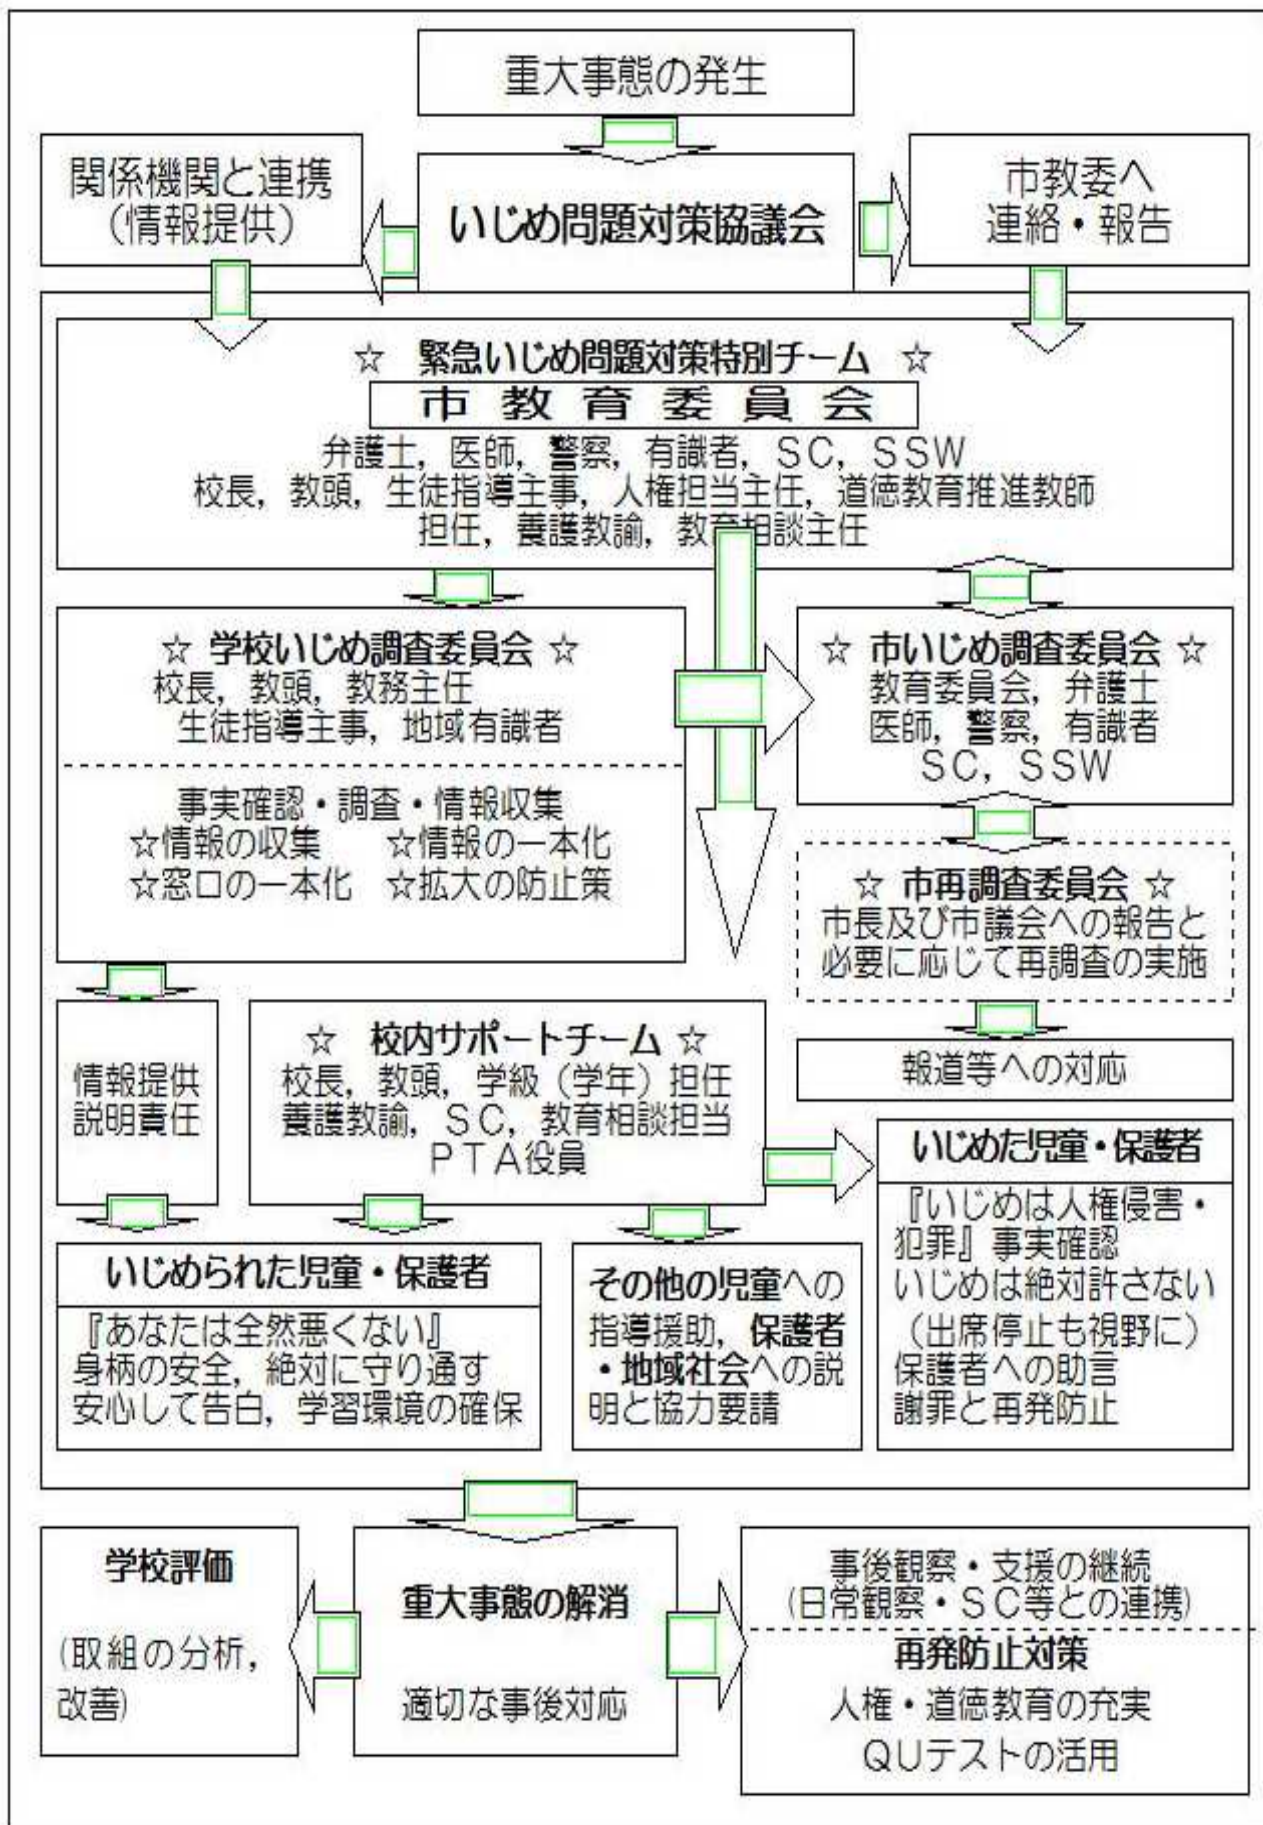 重大事態の発生
関係機関と連携
（情報提供）
いじめ問題対策協議会
市教委へ
連絡・報告
☆ 緊急いじめ問題対策特別チーム ☆
市教育委員会
弁護士，医師，警察，有識者，ＳＣ，ＳＳＷ
校長，教頭，生徒指導主事，人権担当主任，道徳教育推進教師
担任，養護教諭，教育相談主任
☆ 学校いじめ調査委員会 ☆
校長，教頭，教務主任
生徒指導主事，地域有識者
事実確認・調査・情報収集
☆情報の収集　☆情報の一本化
☆窓口の一本化　☆拡大の防止策
☆ 市いじめ調査委員会 ☆
教育委員会，弁護士
医師，警察，有識者
ＳＣ，ＳＳＷ
☆ 市再調査委員会 ☆
市長及び市議会への報告と
必要に応じて再調査の実施
報道等への対応
情報提供
説明責任
☆ 校内サポートチーム ☆
校長，教頭，学級（学年）担任
養護教諭，ＳＣ，教育相談担当
ＰＴＡ役員
いじめた児童・保護者
『いじめは人権侵害・
犯罪』事実確認
いじめは絶対許さない
（出席停止も視野に）
保護者への助言
謝罪と再発防止
いじめられた児童・保護者
『あなたは全然悪くない』
身柄の安全，絶対に守り通す
安心して告白，学習環境の確保
その他の児童への
指導援助，保護者
・地域社会への説
明と協力要請
学校評価
(取組の分析，
改善)
重大事態の解消
適切な事後対応
事後観察・支援の継続
(日常観察・ＳＣ等との連携)
再発防止対策
人権・道徳教育の充実
ＱＵテストの活用